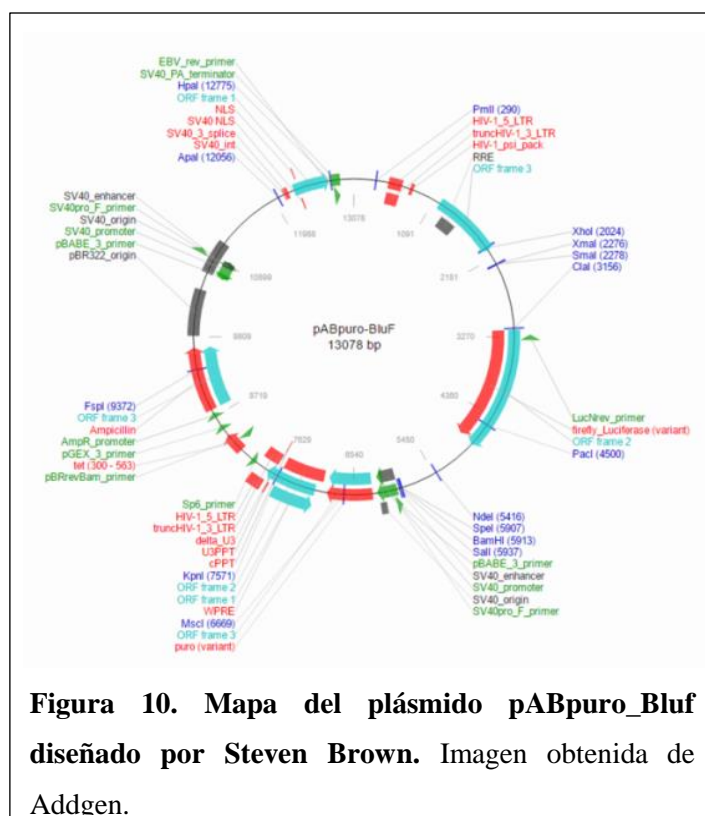 EBV_rev_primer
SV40_PA_terminator
HpaI (12775)
ORF frame 1
NLS
SV40 NLS
SV40_3_splice
SV40_int
ApaI (12056)
PmlI (290)
HIV-1_5_LTR
truncHIV-1_3_LTR
HIV-1_psi_pack
RRE
ORF frame 3
SV40_enhancer
SV40pro_F_primer
SV40_origin
SV40_promoter
pBABE_3_primer
pBR322_origin
XhoI (2024)
XmaI (2276)
SmaI (2278)
ClaI (3156)
13078
1091
2181
3270
4360
5450
6540
7629
8719
9809
10899
11988
pABpuro-BluF
13078 bp
FspI (9372)
ORF frame 3
Ampicillin
AmpR_promoter
pGEX_3_primer
tet (300 - 563)
pBRrevBam_primer
LucNrev_primer
firefly_Luciferase (variant)
ORF frame 2
PacI (4500)
Sp6_primer
HIV-1_5_LTR
truncHIV-1_3_LTR
delta_U3
U3PPT
cPPT
KpnI (7571)
ORF frame 2
ORF frame 1
WPRE
MscI (6669)
ORF frame 3
puro (variant)
NdeI (5416)
SpeI (5907)
BamHI (5913)
SalI (5937)
pBABE_3_primer
SV40_enhancer
SV40_promoter
SV40_origin
SV40pro_F_primer
Figura 10. Mapa del plásmido pABpuro_Bluf
diseñado por Steven Brown. Imagen obtenida de
Addgen.